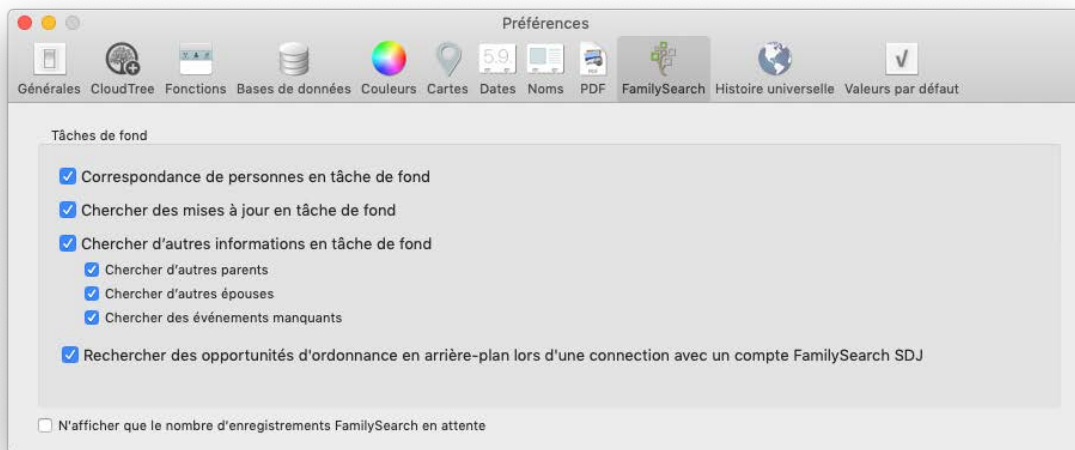 Préférences
5.9.
PDF
Générales CloudTree Fonctions Bases de données Couleurs Cartes Dates Noms PDF FamilySearch Histoire universelle Valeurs par défaut
Tâches de fond
Correspondance de personnes en tâche de fond
Chercher des mises à jour en tâche de fond
Chercher d'autres informations en tâche de fond
Chercher d'autres parents
Chercher d'autres épouses
Chercher des événements manquants
Rechercher des opportunités d'ordonnance en arrière-plan lors d'une connection avec un compte FamilySearch SDJ
N'afficher que le nombre d'enregistrements FamilySearch en attente